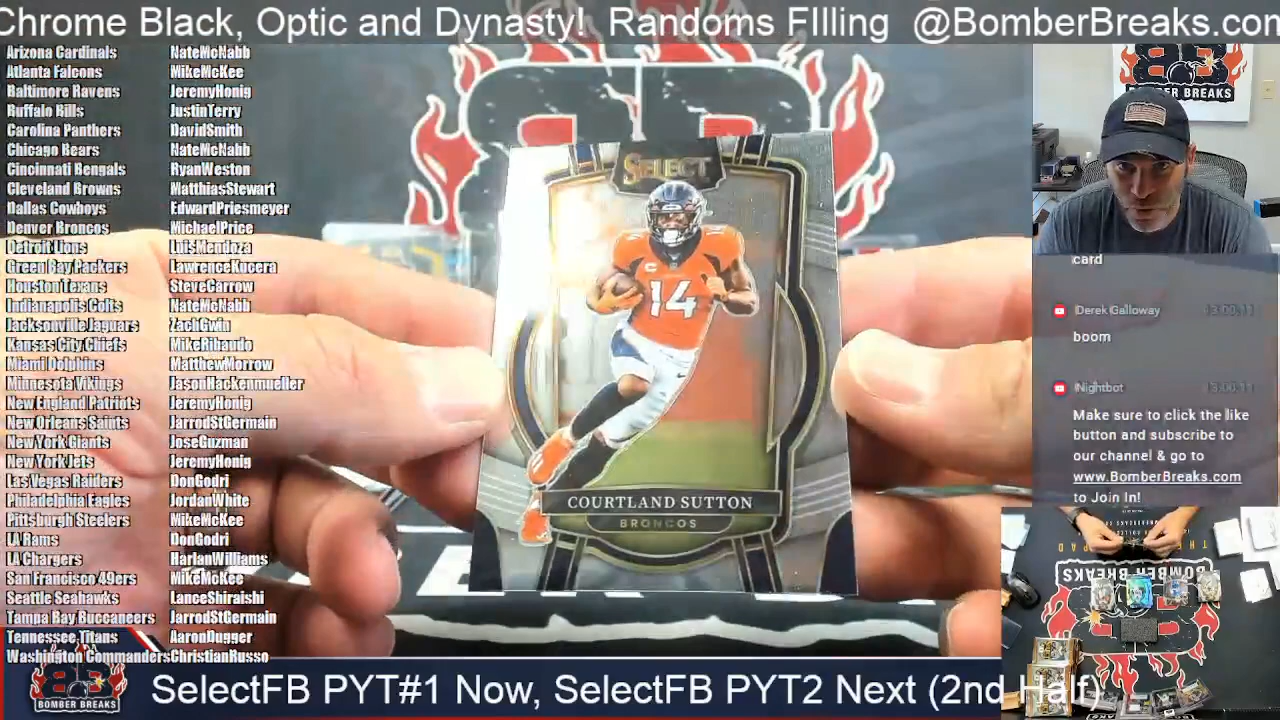 Chrome Black, Optic and Dynasty! Randoms FIlling @BomberBreaks.com
Arizona Cardinals NateMcNabb
Atlanta Falcons MikeMcKee
Baltimore Ravens JeremyHonig
Buffalo Bills JustinTerry
Carolina Panthers DavidSmith
Chicago Bears NateMcNabb
Cincinnati Bengals RyanWeston
Cleveland Browns MatthiasStewart
Dallas Cowboys EdwardPriesmeyer
Denver Broncos MichaelPrice
Detroit Lions LuisMendoza
Green Bay Packers LawrenceKucera
Houston Texans SteveCarrow
Indianapolis Colts NateMcNabb
Jacksonville Jaguars ZachGwin
Kansas City Chiefs MikeRibaudo
Miami Dolphins MatthewMorrow
Minnesota Vikings JasonHackenmueller
New England Patriots JeremyHonig
New Orleans Saints JarrodStGermain
New York Giants JoseGuzman
New York Jets JeremyHonig
Las Vegas Raiders DonGodri
Philadelphia Eagles JordanWhite
Pittsburgh Steelers MikeMcKee
LA Rams DonGodri
LA Chargers HarlanWilliams
San Francisco 49ers MikeMcKee
Seattle Seahawks LanceShiraishi
Tampa Bay Buccaneers JarrodStGermain
Tennessee Titans AaronDugger
Washington Commanders ChristianRusso
SELECT
14
COURTLAND SUTTON
BRONCOS
BOMBER BREAKS
card
Derek Galloway
boom
Nightbot
Make sure to click the like
button and subscribe to
our channel & go to
www.BomberBreaks.com
to Join In!
BOMBER BREAKS
BOMBER BREAKS
SelectFB PYT#1 Now, SelectFB PYT2 Next (2nd Half)